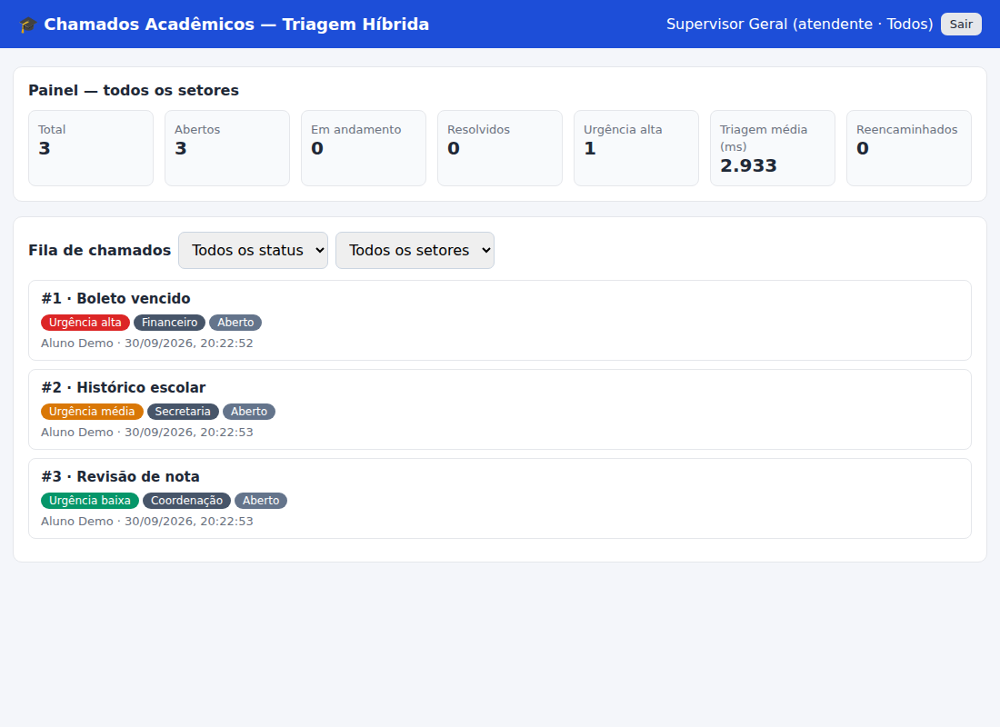 🎓 Chamados Acadêmicos — Triagem Híbrida
Supervisor Geral (atendente · Todos) Sair
Painel — todos os setores
Total
3
Abertos
3
Em andamento
0
Resolvidos
0
Urgência alta
1
Triagem média
(ms)
2.933
Reencaminhados
0
Fila de chamados Todos os status Todos os setores
#1 · Boleto vencido
Urgência alta Financeiro Aberto
Aluno Demo · 30/09/2026, 20:22:52
#2 · Histórico escolar
Urgência média Secretaria Aberto
Aluno Demo · 30/09/2026, 20:22:53
#3 · Revisão de nota
Urgência baixa Coordenação Aberto
Aluno Demo · 30/09/2026, 20:22:53